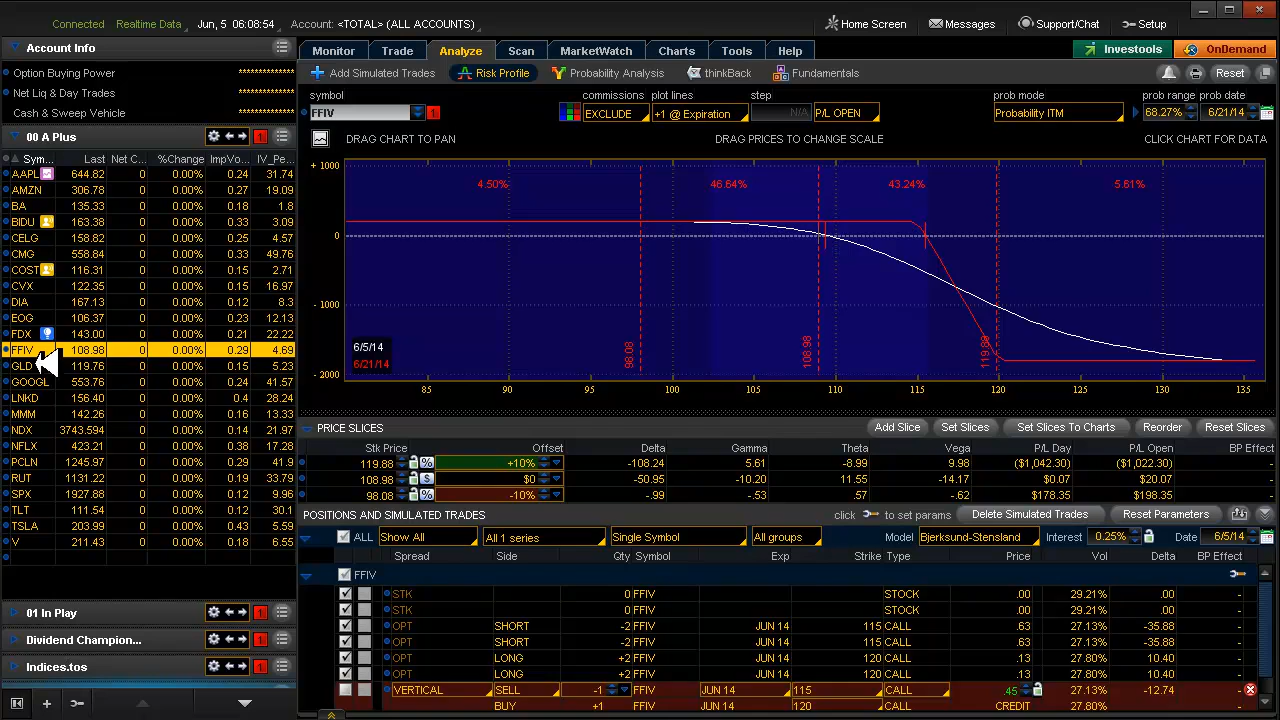 Connected Realtime Data Jun, 5 06:08:54 Account: <TOTAL> (ALL ACCOUNTS) Home Screen Messages Support/Chat Setup
Account Info
Option Buying Power **************
Net Liq & Day Trades **************
Cash & Sweep Vehicle **************
00 A Plus 1
Sym... Last Net C... %Change ImpVo... IV_Pe...
AAPL 644.82 0 0.00% 0.24 31.74
AMZN 306.78 0 0.00% 0.27 19.09
BA 135.33 0 0.00% 0.18 1.8
BIDU 163.38 0 0.00% 0.33 3.09
CELG 158.82 0 0.00% 0.25 4.57
CMG 558.84 0 0.00% 0.33 49.76
COST 116.31 0 0.00% 0.15 2.71
CVX 122.35 0 0.00% 0.15 16.97
DIA 167.13 0 0.00% 0.12 8.3
EOG 106.37 0 0.00% 0.23 12.13
FDX 143.00 0 0.00% 0.21 22.22
FFIV 108.98 0 0.00% 0.29 4.69
GLD 119.76 0 0.00% 0.15 5.23
GOOGL 553.76 0 0.00% 0.24 41.57
LNKD 156.40 0 0.00% 0.4 28.24
MMM 142.26 0 0.00% 0.16 13.33
NDX 3743.594 0 0.00% 0.14 21.97
NFLX 423.21 0 0.00% 0.38 17.28
PCLN 1245.97 0 0.00% 0.29 41.9
RUT 1131.22 0 0.00% 0.19 33.79
SPX 1927.88 0 0.00% 0.12 9.96
TLT 111.54 0 0.00% 0.12 30.1
TSLA 203.99 0 0.00% 0.43 5.59
V 211.43 0 0.00% 0.18 6.55
01 In Play 1
Dividend Champion... 1
Indices.tos 1
Monitor Trade Analyze Scan MarketWatch Charts Tools Help Investools OnDemand
Add Simulated Trades Risk Profile Probability Analysis thinkBack Fundamentals Reset
symbol commissions plot lines step prob mode prob range prob date
FFIV 1 EXCLUDE +1 @ Expiration N/A P/L OPEN Probability ITM 68.27% 6/21/14
DRAG CHART TO PAN DRAG PRICES TO CHANGE SCALE CLICK CHART FOR DATA
+ 1000
4.50% 46.64% 43.24% 5.61%
0
- 1000
98.08 108.98 119.88
6/5/14
6/21/14
- 2000
85 90 95 100 105 110 115 120 125 130 135
PRICE SLICES Add Slice Set Slices Set Slices To Charts Reorder Reset Slices
Stk Price Offset Delta Gamma Theta Vega P/L Day P/L Open BP Effect
119.88 % +10% -108.24 5.61 -8.99 9.98 ($1,042.30) ($1,022.30) -
108.98 $ $0 -50.95 -10.20 11.55 -14.17 $0.07 $20.07 -
98.08 % -10% -.99 -.53 .57 -.62 $178.35 $198.35 -
POSITIONS AND SIMULATED TRADES click to set params Delete Simulated Trades Reset Parameters
ALL Show All All 1 series Single Symbol All groups Model Bjerksund-Stensland Interest 0.25% Date 6/5/14
Spread Side Qty Symbol Exp Strike Type Price Vol Delta BP Effect
FFIV
STK 0 FFIV STOCK .00 29.21% .00 -
STK 0 FFIV STOCK .00 29.21% .00 -
OPT SHORT -2 FFIV JUN 14 115 CALL .63 27.13% -35.88 -
OPT SHORT -2 FFIV JUN 14 115 CALL .63 27.13% -35.88 -
OPT LONG +2 FFIV JUN 14 120 CALL .13 27.80% 10.40 -
OPT LONG +2 FFIV JUN 14 120 CALL .13 27.80% 10.40 -
VERTICAL SELL -1 FFIV JUN 14 115 CALL .45 27.13% -12.74 -
BUY +1 FFIV JUN 14 120 CALL CREDIT 27.80% -